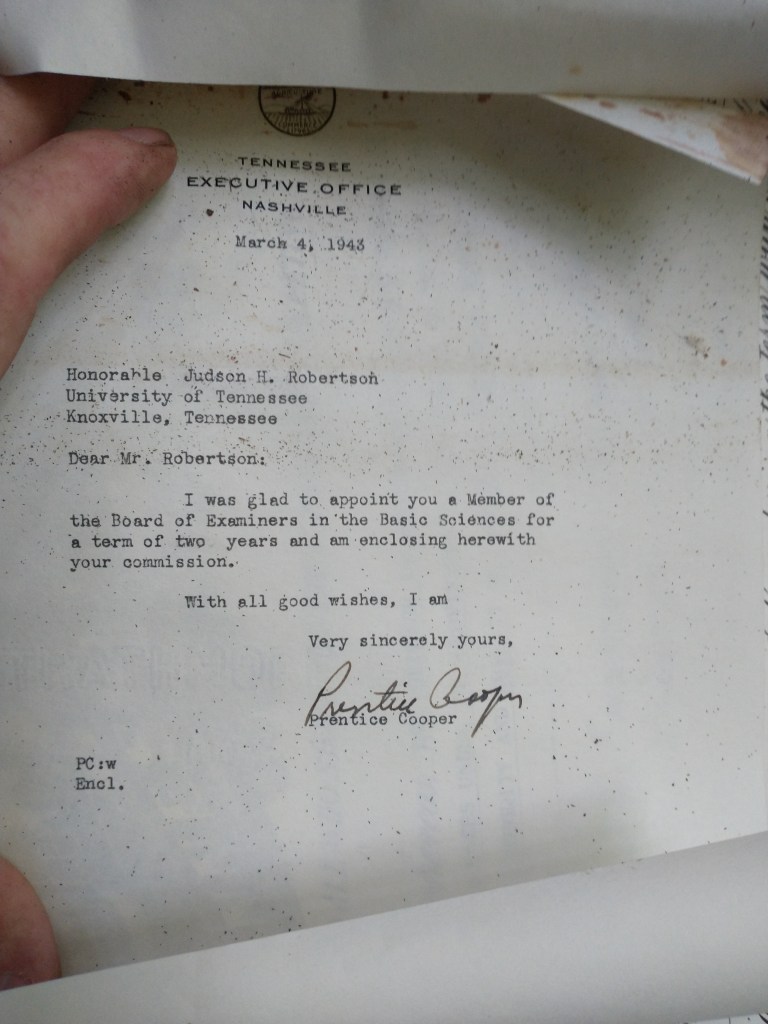 TENNESSEE
EXECUTIVE OFFICE
NASHVILLE
March 4, 1943
Honorable Judson H. Robertson
University of Tennessee
Knoxville, Tennessee
Dear Mr. Robertson:
I was glad to appoint you a Member of
the Board of Examiners in the Basic Sciences for
a term of two years and am enclosing herewith
your commission.
With all good wishes, I am
Very sincerely yours,
Prentice Cooper
Prentice Cooper
PC:w
Encl.